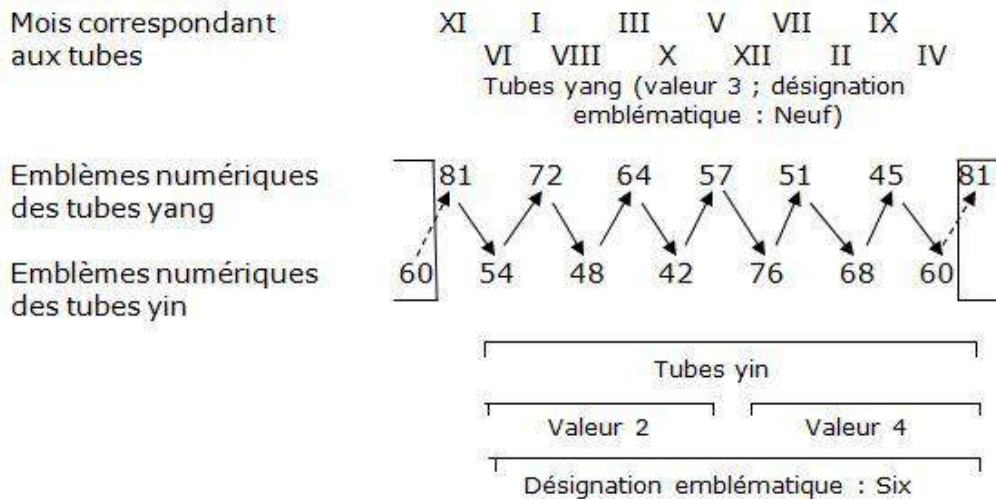 Mois correspondant XI I III V VII IX
aux tubes VI VIII X XII II IV
Tubes yang (valeur 3 ; désignation
emblématique : Neuf)
Emblèmes numériques 81 72 64 57 51 45 81
des tubes yang
Emblèmes numériques 60 54 48 42 76 68 60
des tubes yin
Tubes yin
Valeur 2 Valeur 4
Désignation emblématique : Six